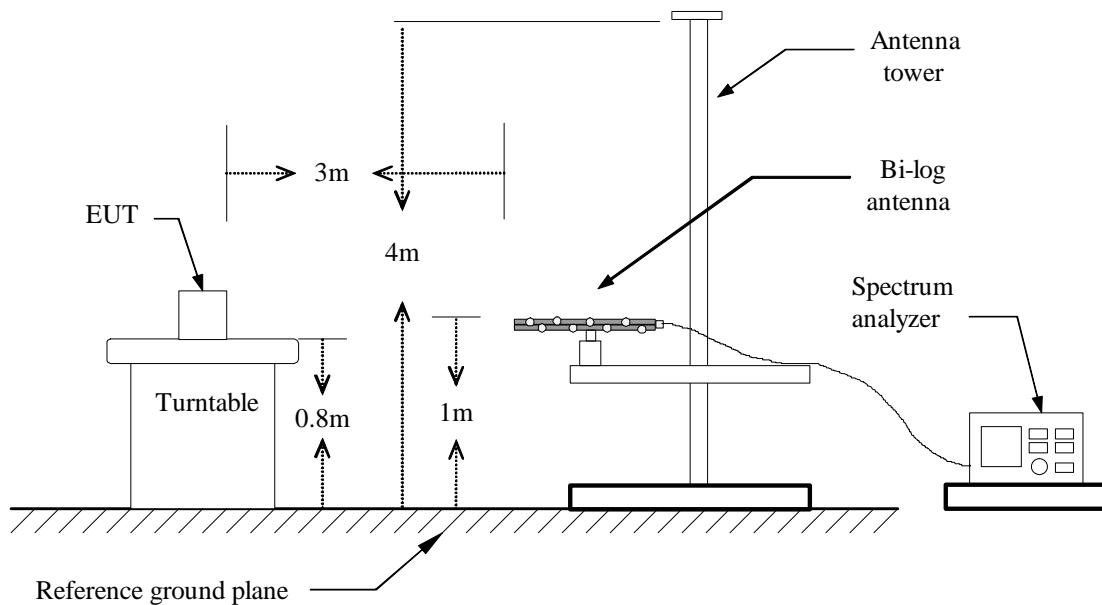 Antenna
tower
3m
Bi-log
antenna
EUT
4m
Spectrum
analyzer
Turntable
0.8m
1m
Reference ground plane